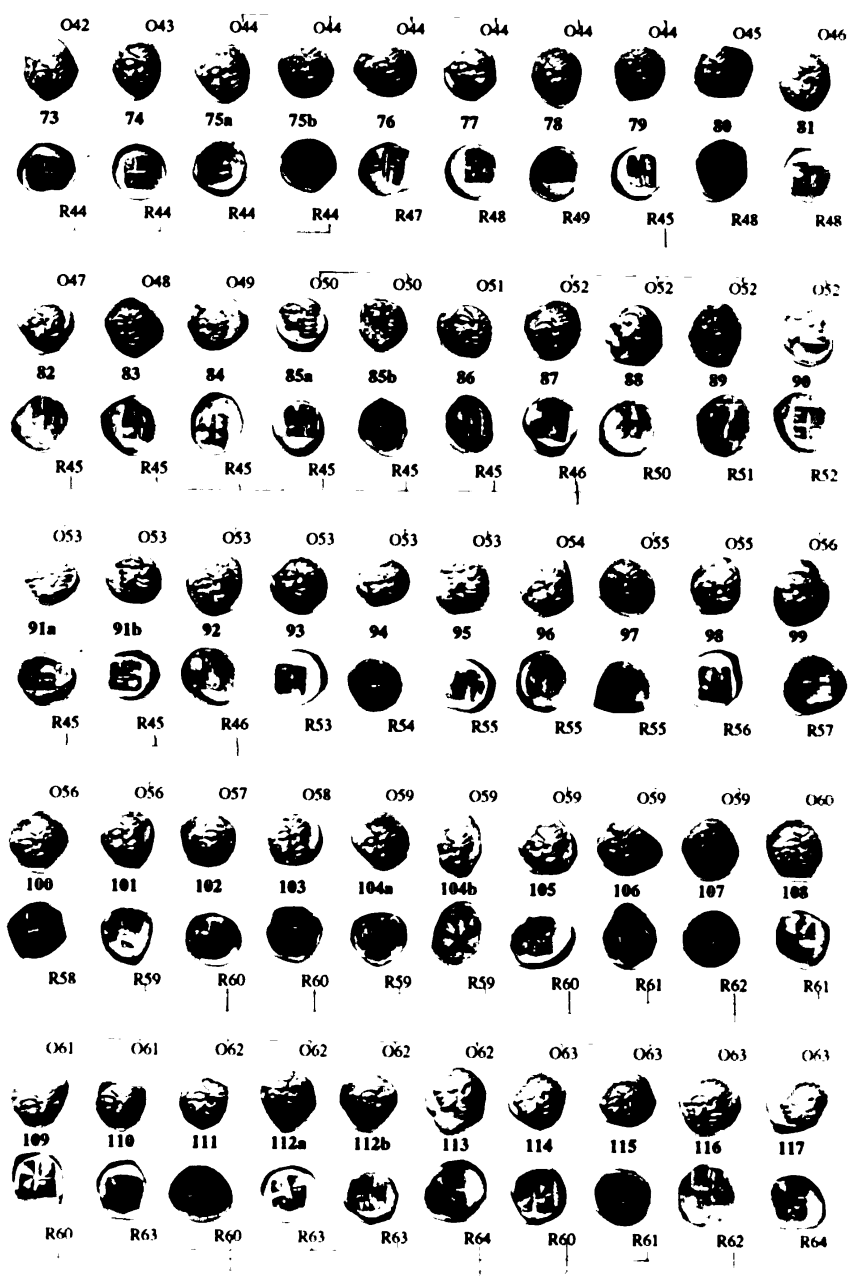 O42 O43 O44 O44 O44 O44 O44 O44 O45 O46
73 74 75a 75b 76 77 78 79 80 81
R44 R44 R44 R44 R47 R48 R49 R45 R48 R48
O47 O48 O49 O50 O50 O51 O52 O52 O52 O52
82 83 84 85a 85b 86 87 88 89 90
R45 R45 R45 R45 R45 R45 R46 R50 R51 R52
O53 O53 O53 O53 O53 O53 O54 O55 O55 O56
91a 91b 92 93 94 95 96 97 98 99
R45 R45 R46 R53 R54 R55 R55 R55 R56 R57
O56 O56 O57 O58 O59 O59 O59 O59 O59 O60
100 101 102 103 104a 104b 105 106 107 108
R58 R59 R60 R60 R59 R59 R60 R61 R62 R61
O61 O61 O62 O62 O62 O62 O63 O63 O63 O63
109 110 111 112a 112b 113 114 115 116 117
R60 R63 R60 R63 R63 R64 R60 R61 R62 R64